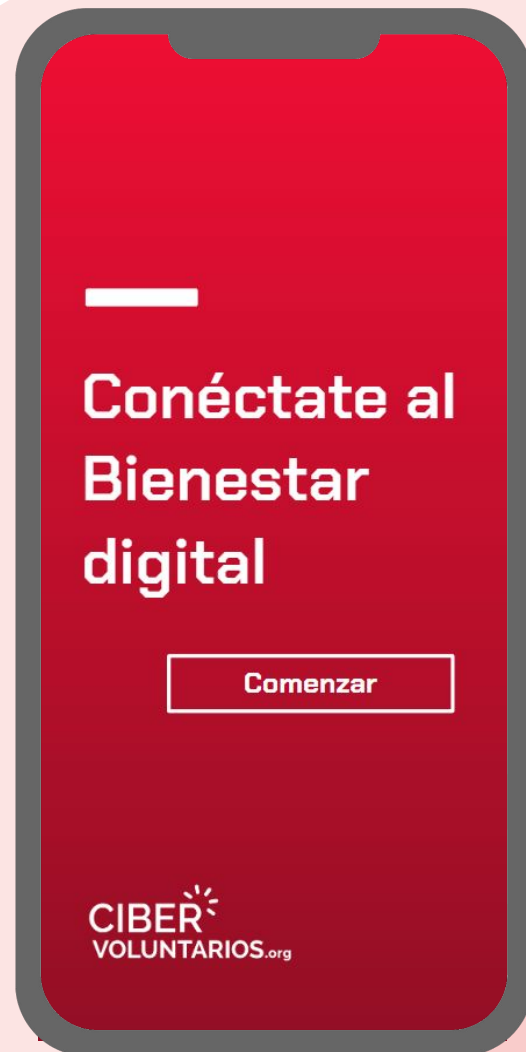 Conéctate al
Bienestar
digital
Comenzar
CIBER
VOLUNTARIOS.org